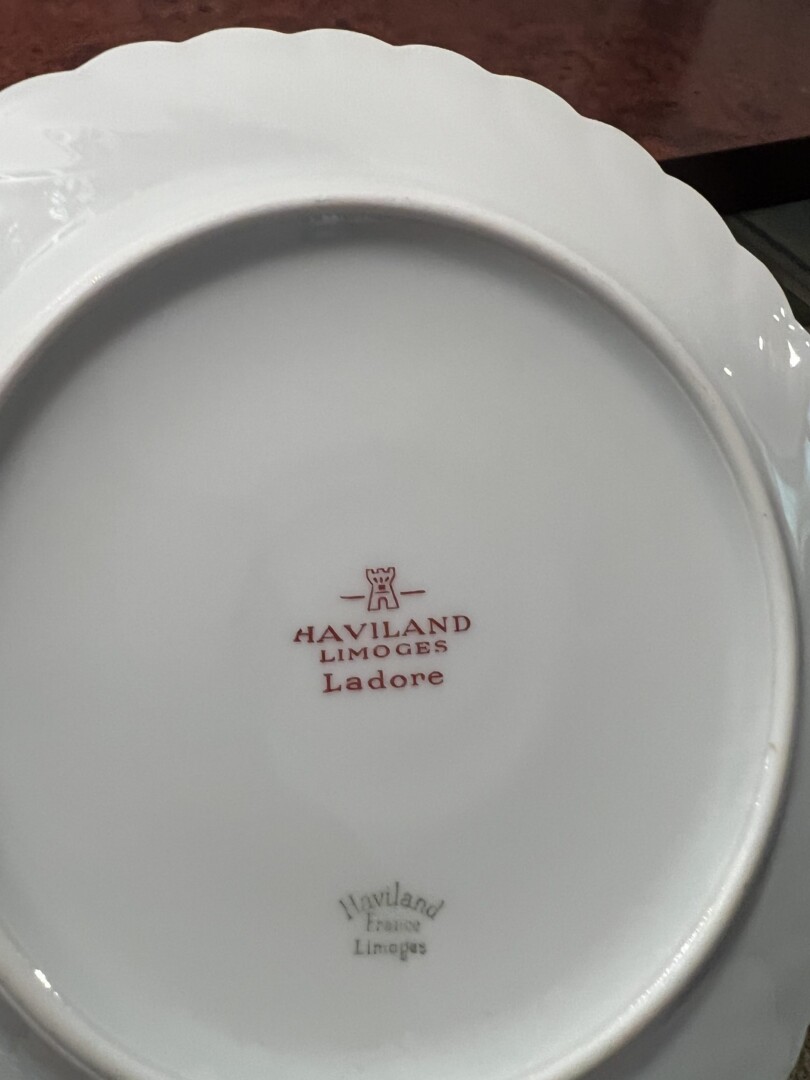 HAVILAND
LIMOGES
Ladore
Haviland
France
Limoges